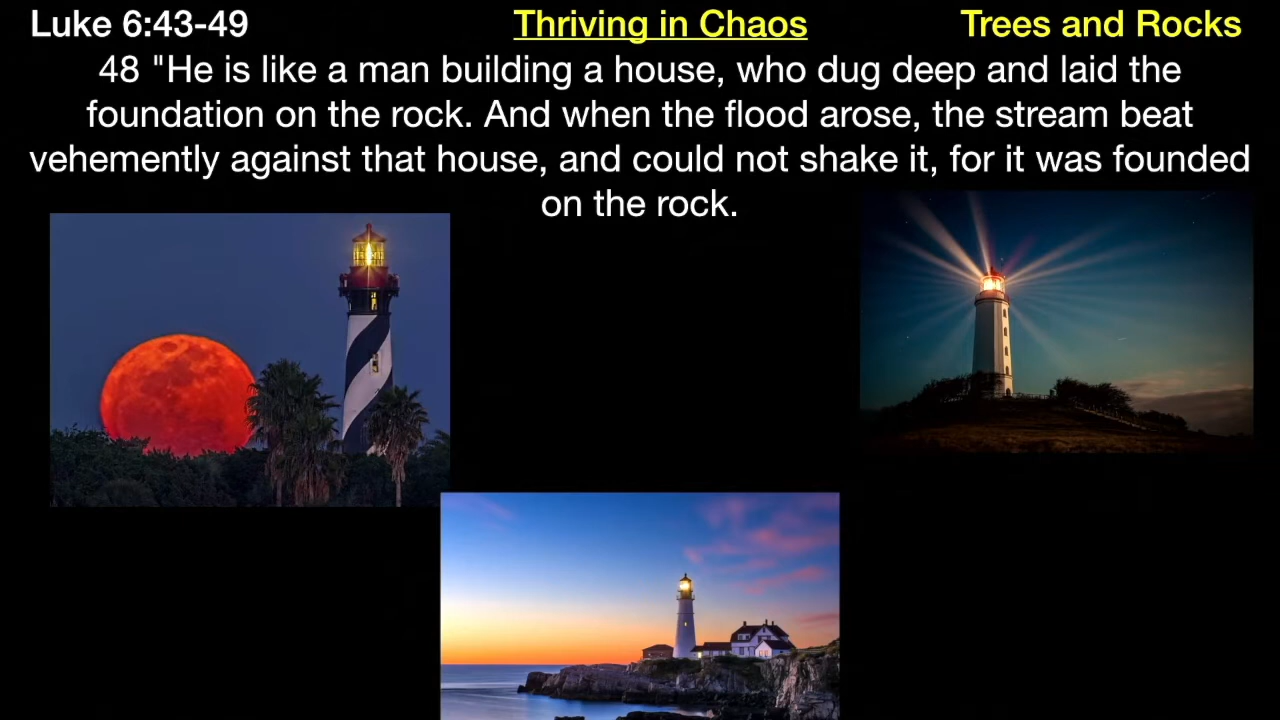 Luke 6:43-49 Thriving in Chaos Trees and Rocks
48 "He is like a man building a house, who dug deep and laid the
foundation on the rock. And when the flood arose, the stream beat
vehemently against that house, and could not shake it, for it was founded
on the rock.